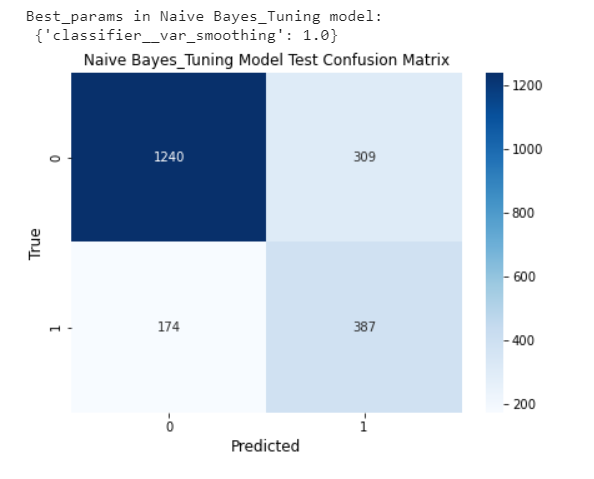 Best_params in Naive Bayes_Tuning model:
{'classifier__var_smoothing': 1.0}
Naive Bayes_Tuning Model Test Confusion Matrix
1240 309
174 387
0
1
True
0 1
Predicted
1200
1000
800
600
400
200